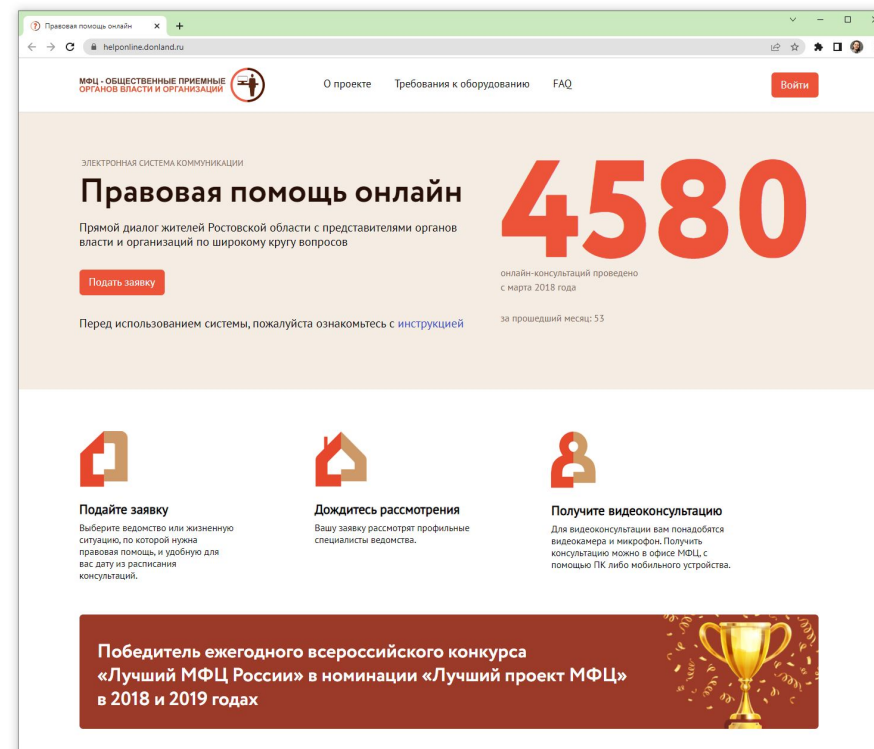 Правовая помощь онлайн
helponline.donland.ru
МФЦ - ОБЩЕСТВЕННЫЕ ПРИЕМНЫЕ
ОРГАНОВ ВЛАСТИ И ОРГАНИЗАЦИЙ
О проекте
Требования к оборудованию
FAQ
Войти
ЭЛЕКТРОННАЯ СИСТЕМА КОММУНИКАЦИИ
Правовая помощь онлайн
Прямой диалог жителей Ростовской области с представителями органов
власти и организаций по широкому кругу вопросов
Подать заявку
Перед использованием системы, пожалуйста ознакомьтесь с инструкцией
4580
онлайн-консультаций проведено
с марта 2018 года
за прошедший месяц: 53
Подайте заявку
Выберите ведомство или жизненную
ситуацию, по которой нужна
правовая помощь, и удобную для
вас дату из расписания
консультаций.
Дождитесь рассмотрения
Вашу заявку рассмотрят профильные
специалисты ведомства.
Получите видеоконсультацию
Для видеоконсультации вам понадобятся
видеокамера и микрофон. Получить
консультацию можно в офисе МФЦ, с
помощью ПК либо мобильного устройства.
Победитель ежегодного всероссийского конкурса
«Лучший МФЦ России» в номинации «Лучший проект МФЦ»
в 2018 и 2019 годах